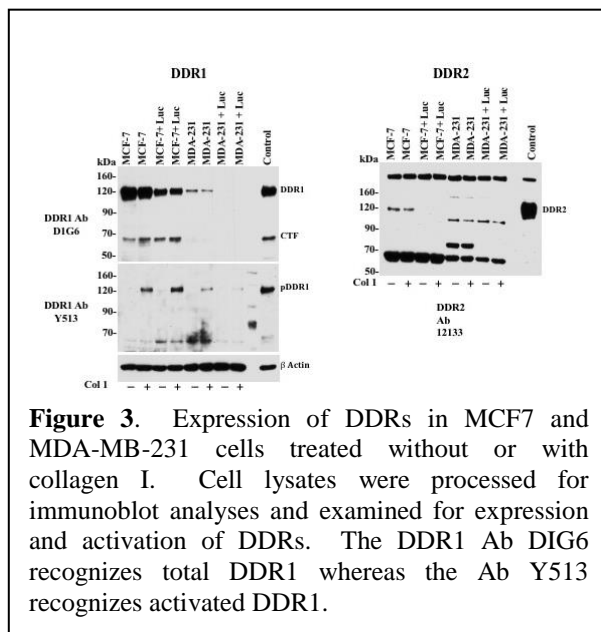 DDR1
MCF-7 MCF-7 MCF-7+ Luc MCF-7+ Luc MDA-231 MDA-231 MDA-231 + Luc MDA-231 + Luc Control
kDa
160-
120-
90-
70-
50-
DDR1 Ab
D1G6
DDR1
CTF
160-
120-
90-
70-
DDR1 Ab
Y513
pDDR1
β Actin
Col 1 – + – + – + – +
DDR2
MCF-7 MCF-7 MCF-7+ Luc MCF-7+ Luc MDA-231 MDA-231 MDA-231 + Luc MDA-231 + Luc Control
kDa
160-
120-
90-
70-
50-
DDR2
Col 1 – + – + – + – +
DDR2
Ab
12133
Figure 3. Expression of DDRs in MCF7 and
MDA-MB-231 cells treated without or with
collagen I. Cell lysates were processed for
immunoblot analyses and examined for expression
and activation of DDRs. The DDR1 Ab DIG6
recognizes total DDR1 whereas the Ab Y513
recognizes activated DDR1.